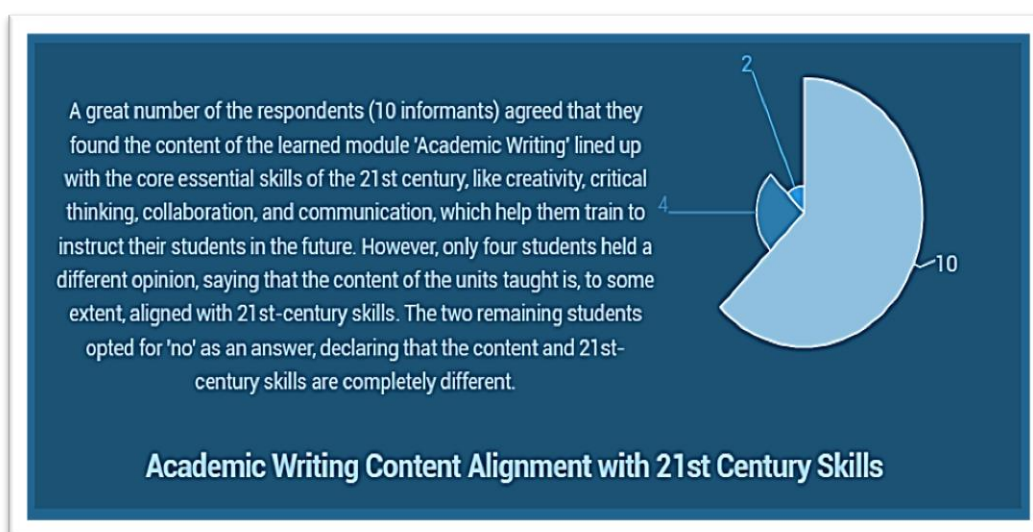 A great number of the respondents (10 informants) agreed that they
found the content of the learned module 'Academic Writing' lined up
with the core essential skills of the 21st century, like creativity, critical
thinking, collaboration, and communication, which help them train to
instruct their students in the future. However, only four students held a
different opinion, saying that the content of the units taught is, to some
extent, aligned with 21st-century skills. The two remaining students
opted for 'no' as an answer, declaring that the content and 21st-
century skills are completely different.
2
4
10
Academic Writing Content Alignment with 21st Century Skills